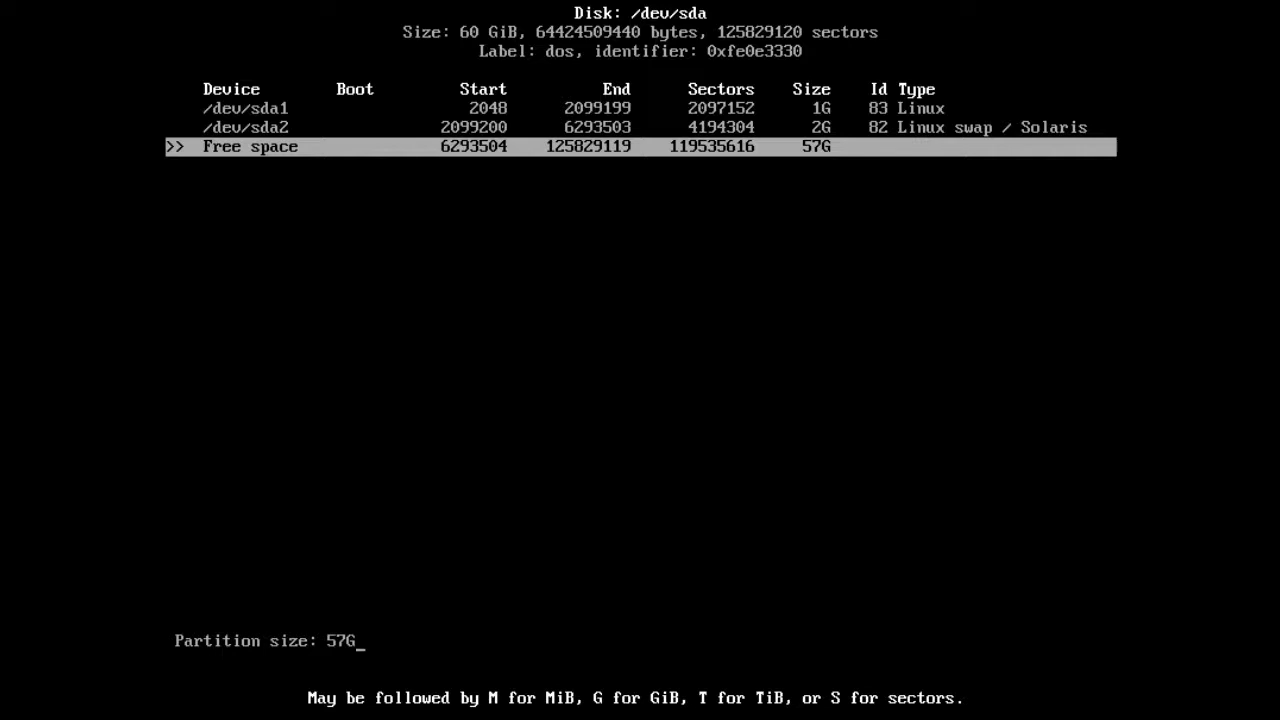 Disk: /dev/sda
Size: 60 GiB, 64424509440 bytes, 125829120 sectors
Label: dos, identifier: 0xfe0e3330
Device Boot Start End Sectors Size Id Type
/dev/sda1 2048 2099199 2097152 1G 83 Linux
/dev/sda2 2099200 6293503 4194304 2G 82 Linux swap / Solaris
>> Free space 6293504 125829119 119535616 57G
Partition size: 57G_
May be followed by M for MiB, G for GiB, T for TiB, or S for sectors.